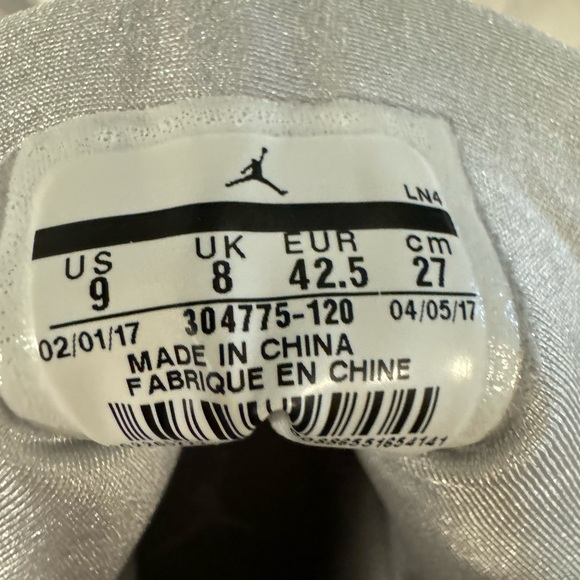 LN4
US UK EUR cm
9 8 42.5 27
02/01/17 304775-120 04/05/17
MADE IN CHINA
FABRIQUE EN CHINE